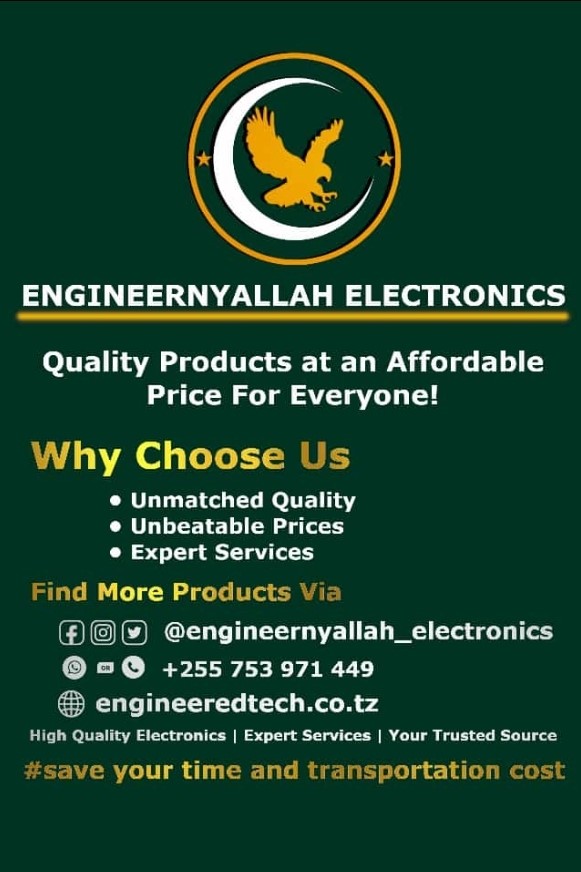 ENGINEERNYALLAH ELECTRONICS
Quality Products at an Affordable
Price For Everyone!
Why Choose Us
• Unmatched Quality
• Unbeatable Prices
• Expert Services
Find More Products Via
@engineernyallah_electronics
OR +255 753 971 449
engineeredtech.co.tz
High Quality Electronics | Expert Services | Your Trusted Source
#save your time and transportation cost